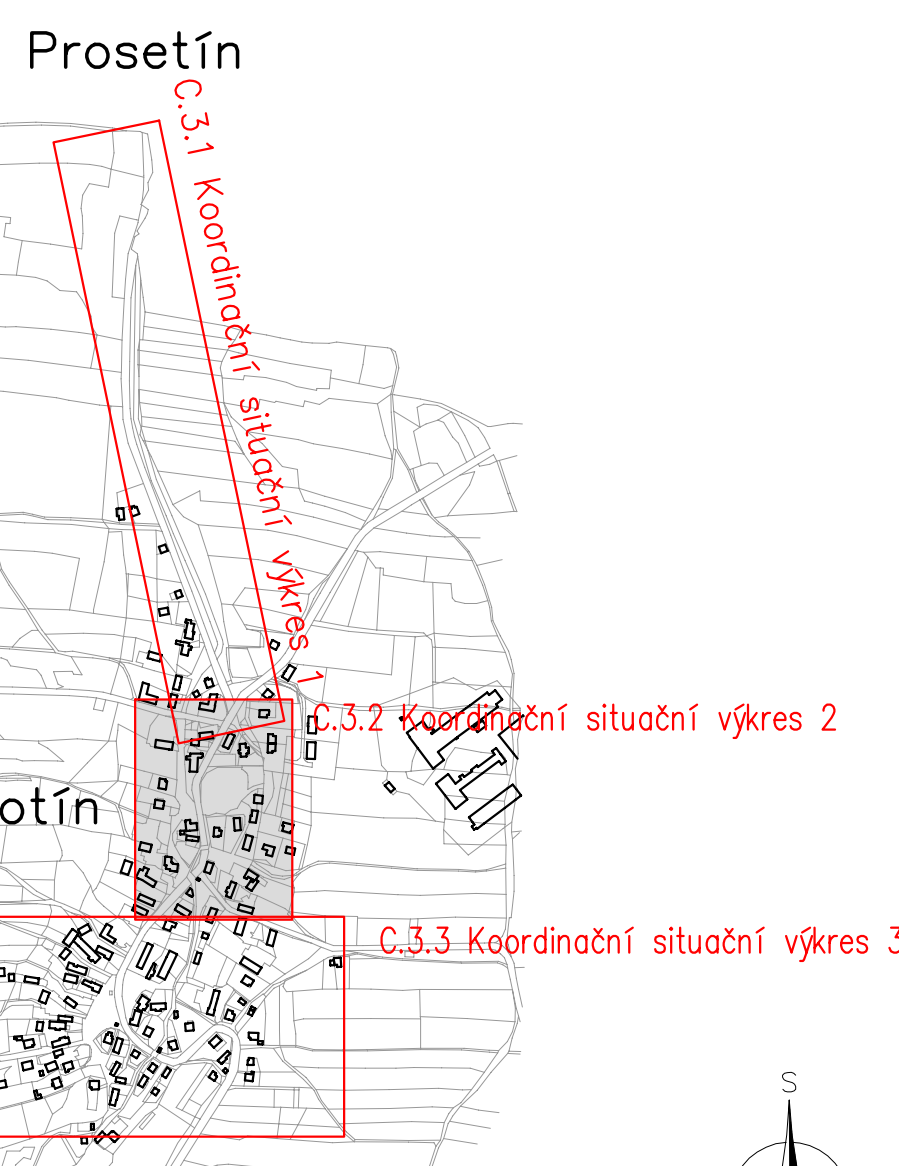 Prosetín
C.3.1 Koordinační situační výkres 1
C.3.2 Koordinační situační výkres 2
otín
C.3.3 Koordinační situační výkres 3
S